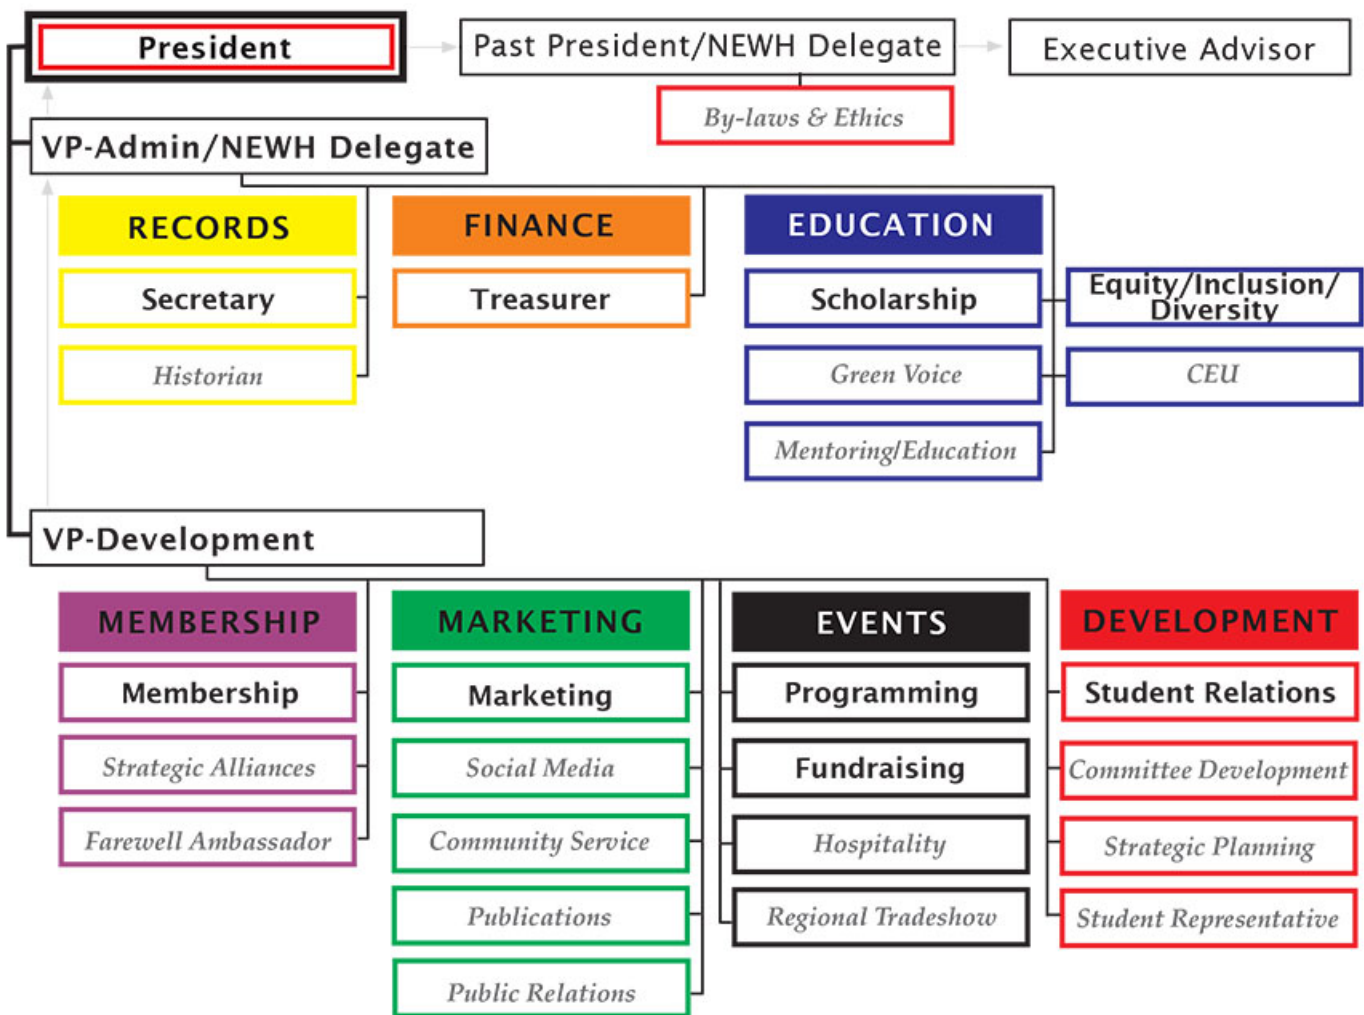 President
Past President/NEWH Delegate
Executive Advisor
By-laws & Ethics
VP-Admin/NEWH Delegate
RECORDS
FINANCE
EDUCATION
Secretary
Treasurer
Scholarship
Equity/Inclusion/
Diversity
Historian
Green Voice
CEU
Mentoring/Education
VP-Development
MEMBERSHIP
MARKETING
EVENTS
DEVELOPMENT
Membership
Marketing
Programming
Student Relations
Strategic Alliances
Social Media
Fundraising
Committee Development
Farewell Ambassador
Community Service
Hospitality
Strategic Planning
Publications
Regional Tradeshow
Student Representative
Public Relations